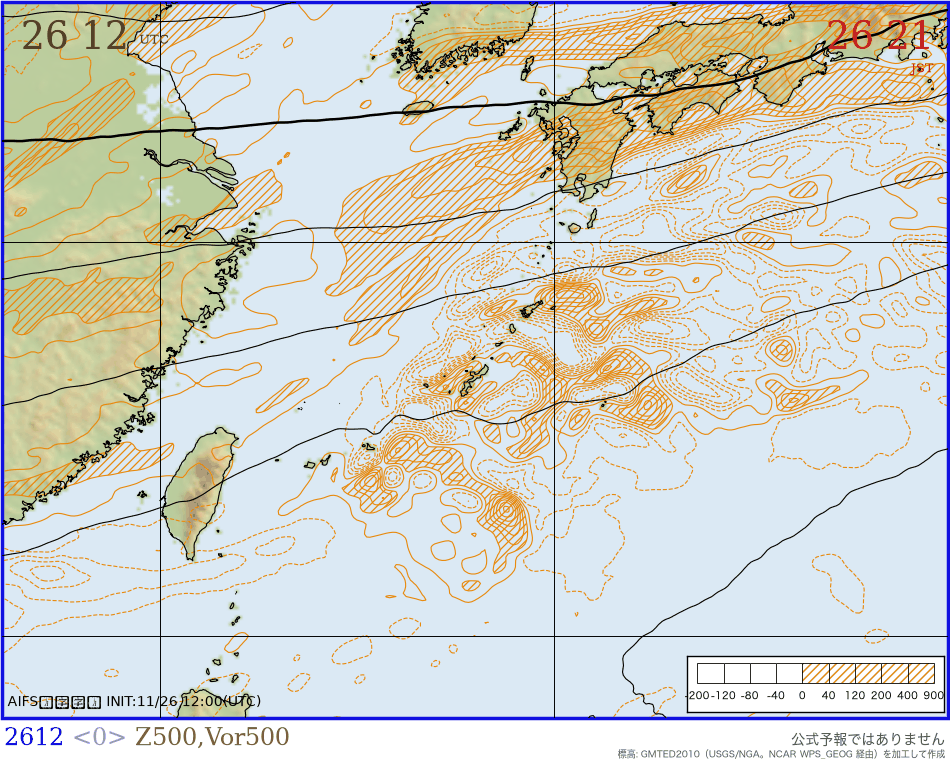 26 12 UTC
26 21 JST
-200 -120 -80 -40 0 40 120 200 400 900
AIFS INIT:11/26 12:00(UTC)
2612 <0> Z500,Vor500
公式予報ではありません
標高: GMTED2010（USGS/NGA。NCAR WPS_GEOG 経由）を加工して作成